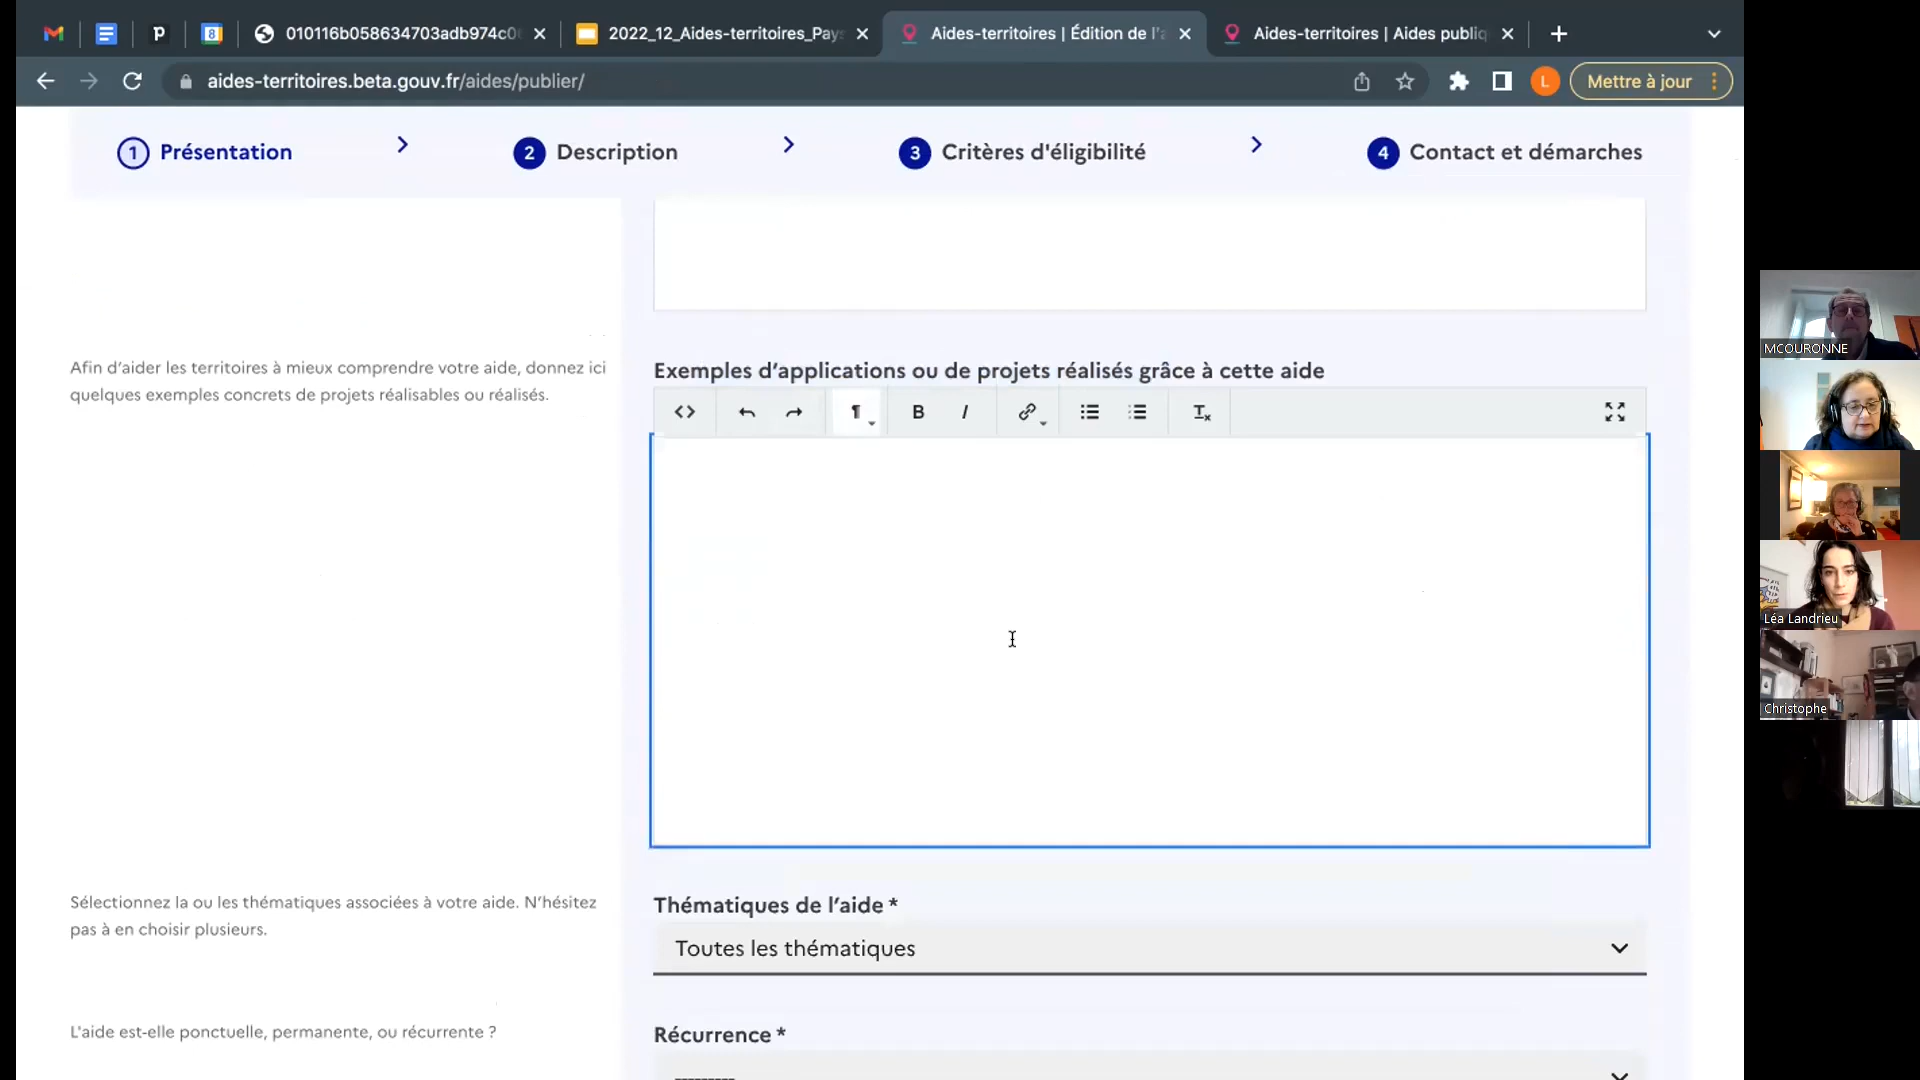 010116b058634703adb974c0
2022_12_Aides-territoires_Pay
Aides-territoires | Édition de l'a
Aides-territoires | Aides publiq
aides-territoires.beta.gouv.fr/aides/publier/
L
Mettre à jour
1 Présentation
2 Description
3 Critères d'éligibilité
4 Contact et démarches
Afin d’aider les territoires à mieux comprendre votre aide, donnez ici
quelques exemples concrets de projets réalisables ou réalisés.
Exemples d’applications ou de projets réalisés grâce à cette aide
B I
Sélectionnez la ou les thématiques associées à votre aide. N’hésitez
pas à en choisir plusieurs.
Thématiques de l’aide *
Toutes les thématiques
L'aide est-elle ponctuelle, permanente, ou récurrente ?
Récurrence *
---------
MCOURONNE
Léa Landrieu
Christophe